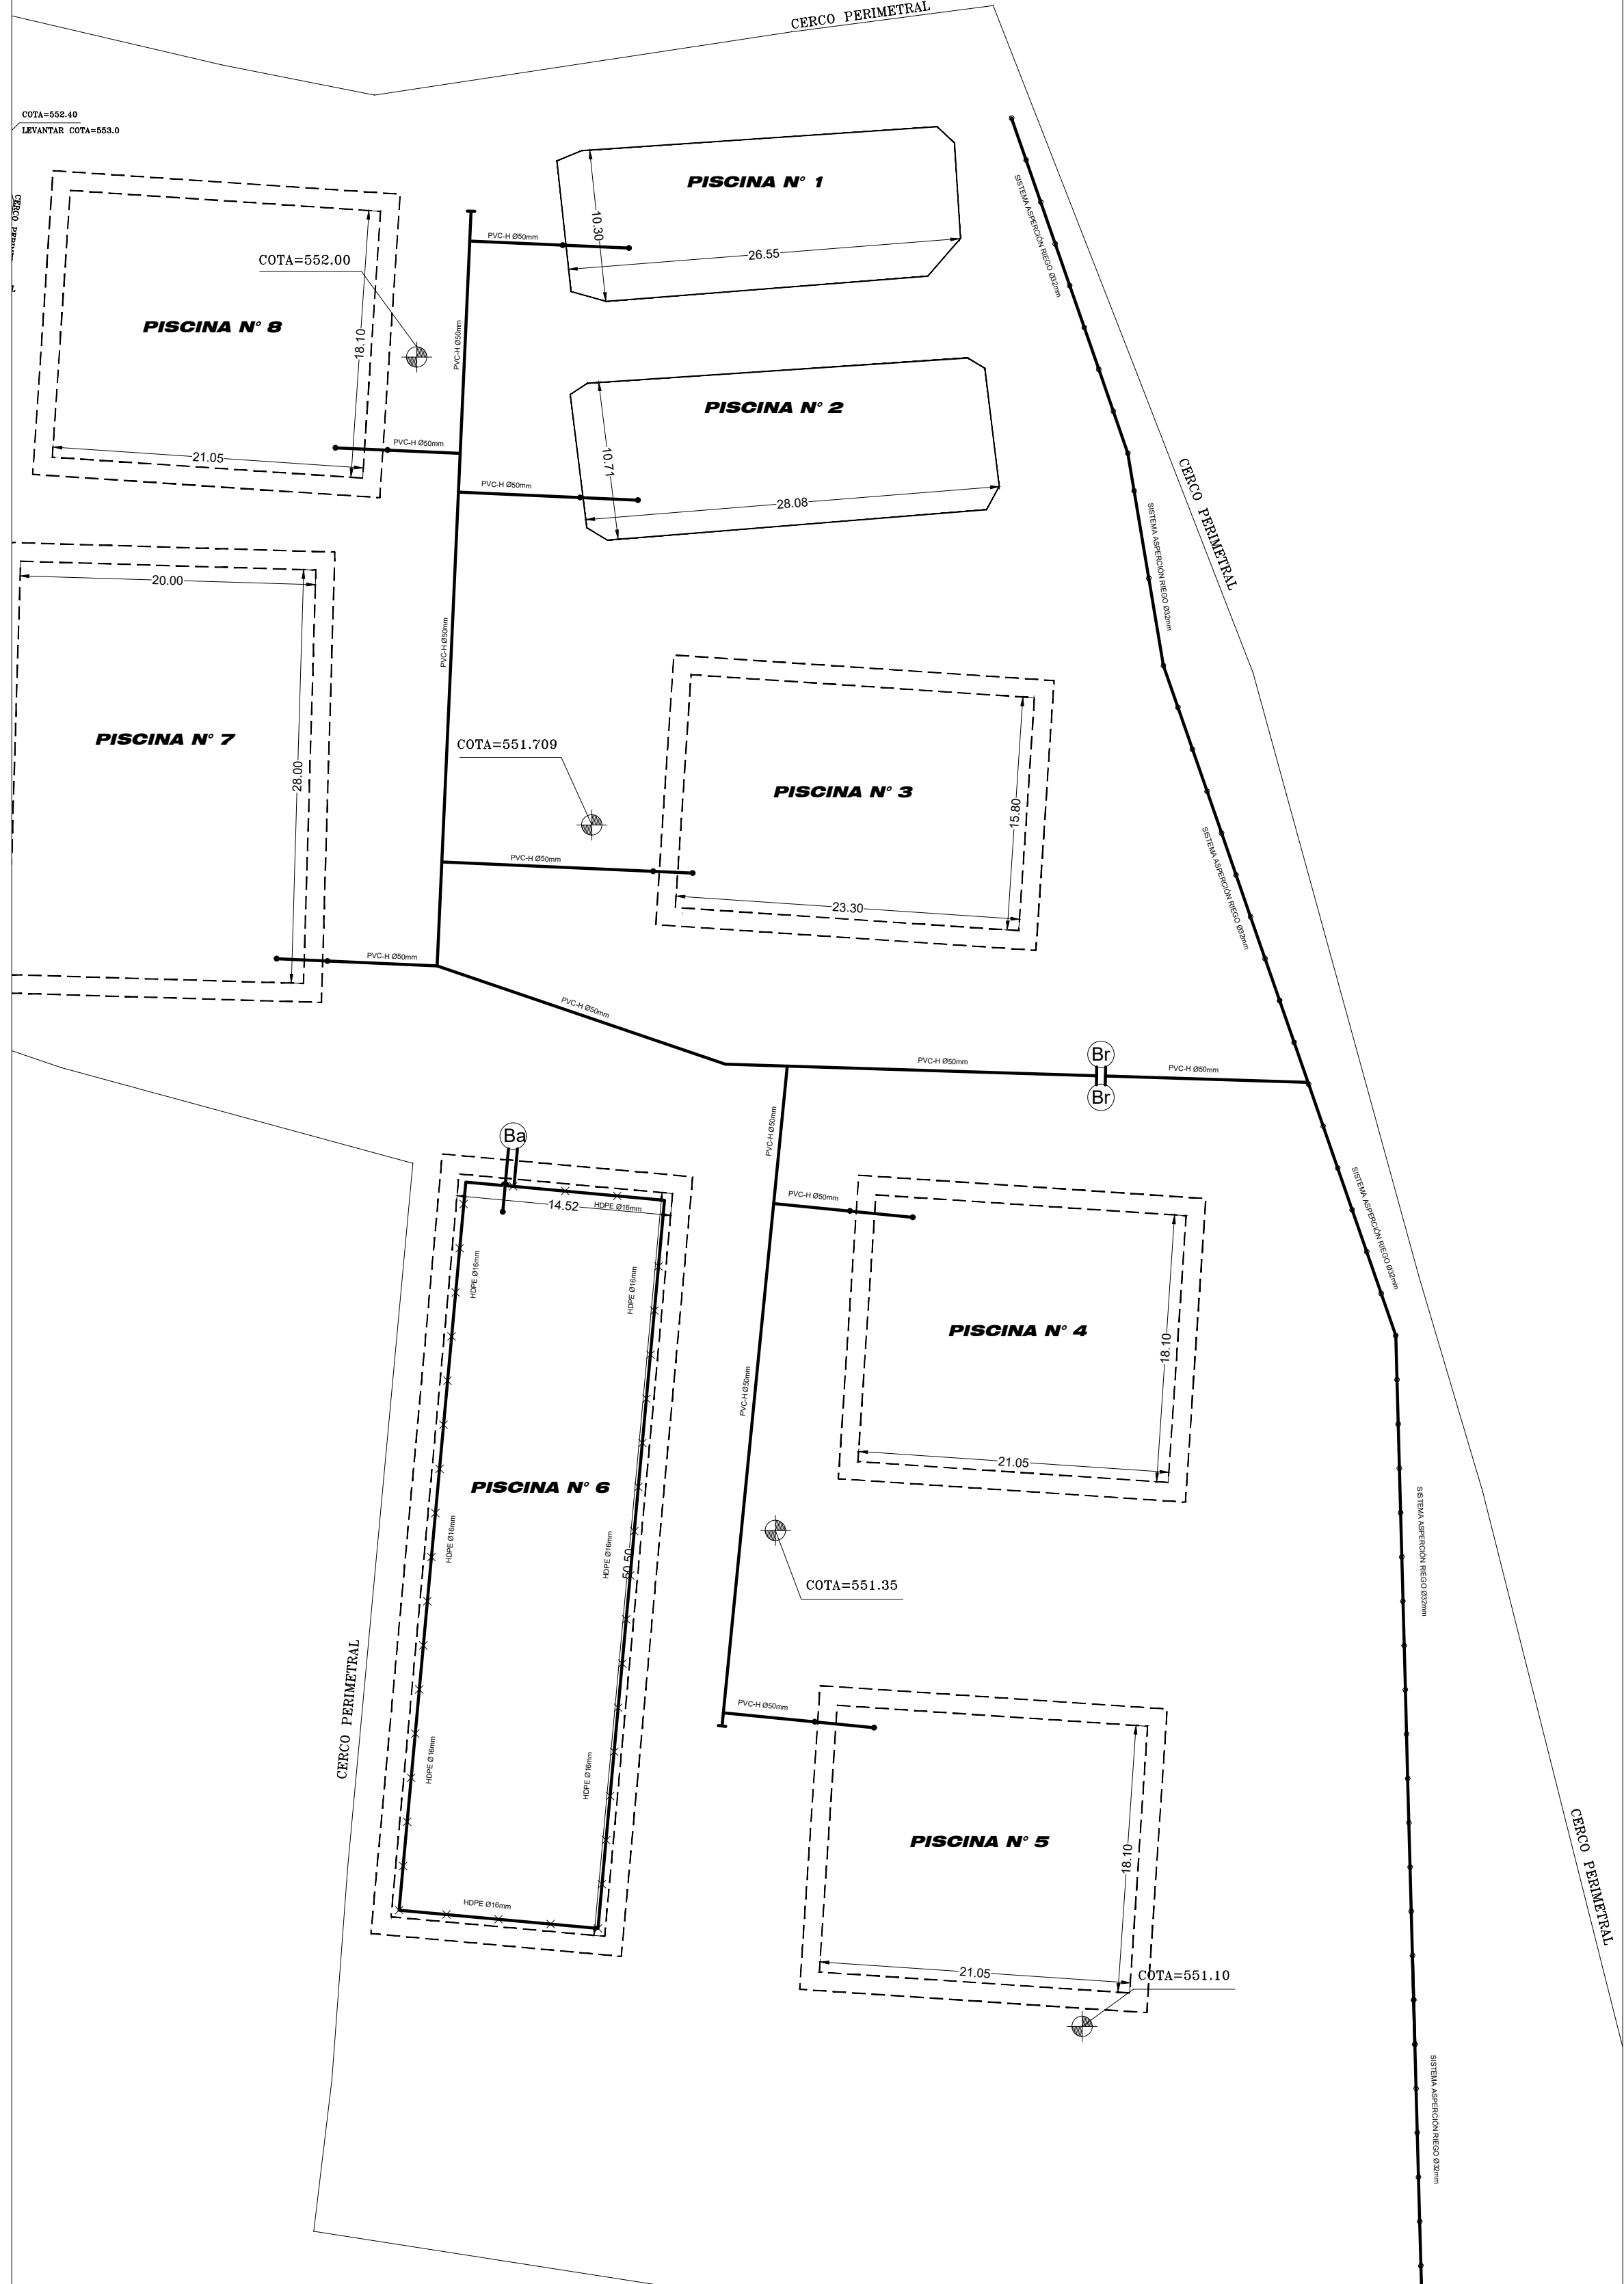 CERCO PERIMETRAL
COTA=552.40
LEVANTAR COTA=553.0
PISCINA N° 1
10.30
26.55
PVC-H Ø50mm
SISTEMA ASPERCIÓN RIEGO Ø32mm
COTA=552.00
PISCINA N° 8
18.10
21.05
PVC-H Ø50mm
PVC-H Ø50mm
PISCINA N° 2
10.71
28.08
PVC-H Ø50mm
CERCO PERIMETRAL
SISTEMA ASPERCIÓN RIEGO Ø32mm
20.00
PISCINA N° 7
28.00
PVC-H Ø50mm
PVC-H Ø50mm
COTA=551.709
PISCINA N° 3
15.80
23.30
PVC-H Ø50mm
SISTEMA ASPERCIÓN RIEGO Ø32mm
PVC-H Ø50mm
PVC-H Ø50mm
Br
Br
PVC-H Ø50mm
Ba
14.52
HDPE Ø16mm
HDPE Ø16mm
HDPE Ø16mm
PVC-H Ø50mm
PVC-H Ø50mm
SISTEMA ASPERCIÓN RIEGO Ø32mm
PISCINA N° 4
18.10
21.05
PVC-H Ø50mm
PISCINA N° 6
HDPE Ø16mm
HDPE Ø16mm
50.50
COTA=551.35
SISTEMA ASPERCIÓN RIEGO Ø32mm
CERCO PERIMETRAL
HDPE Ø16mm
HDPE Ø16mm
HDPE Ø16mm
PVC-H Ø50mm
PISCINA N° 5
18.10
21.05
COTA=551.10
CERCO PERIMETRAL
SISTEMA ASPERCIÓN RIEGO Ø32mm